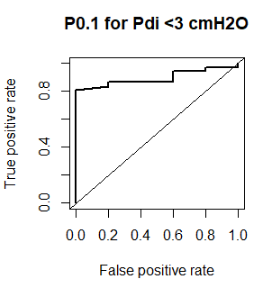 P0.1 for Pdi <3 cmH2O
True positive rate
0.8
0.4
0.0
0.0 0.2 0.4 0.6 0.8 1.0
False positive rate